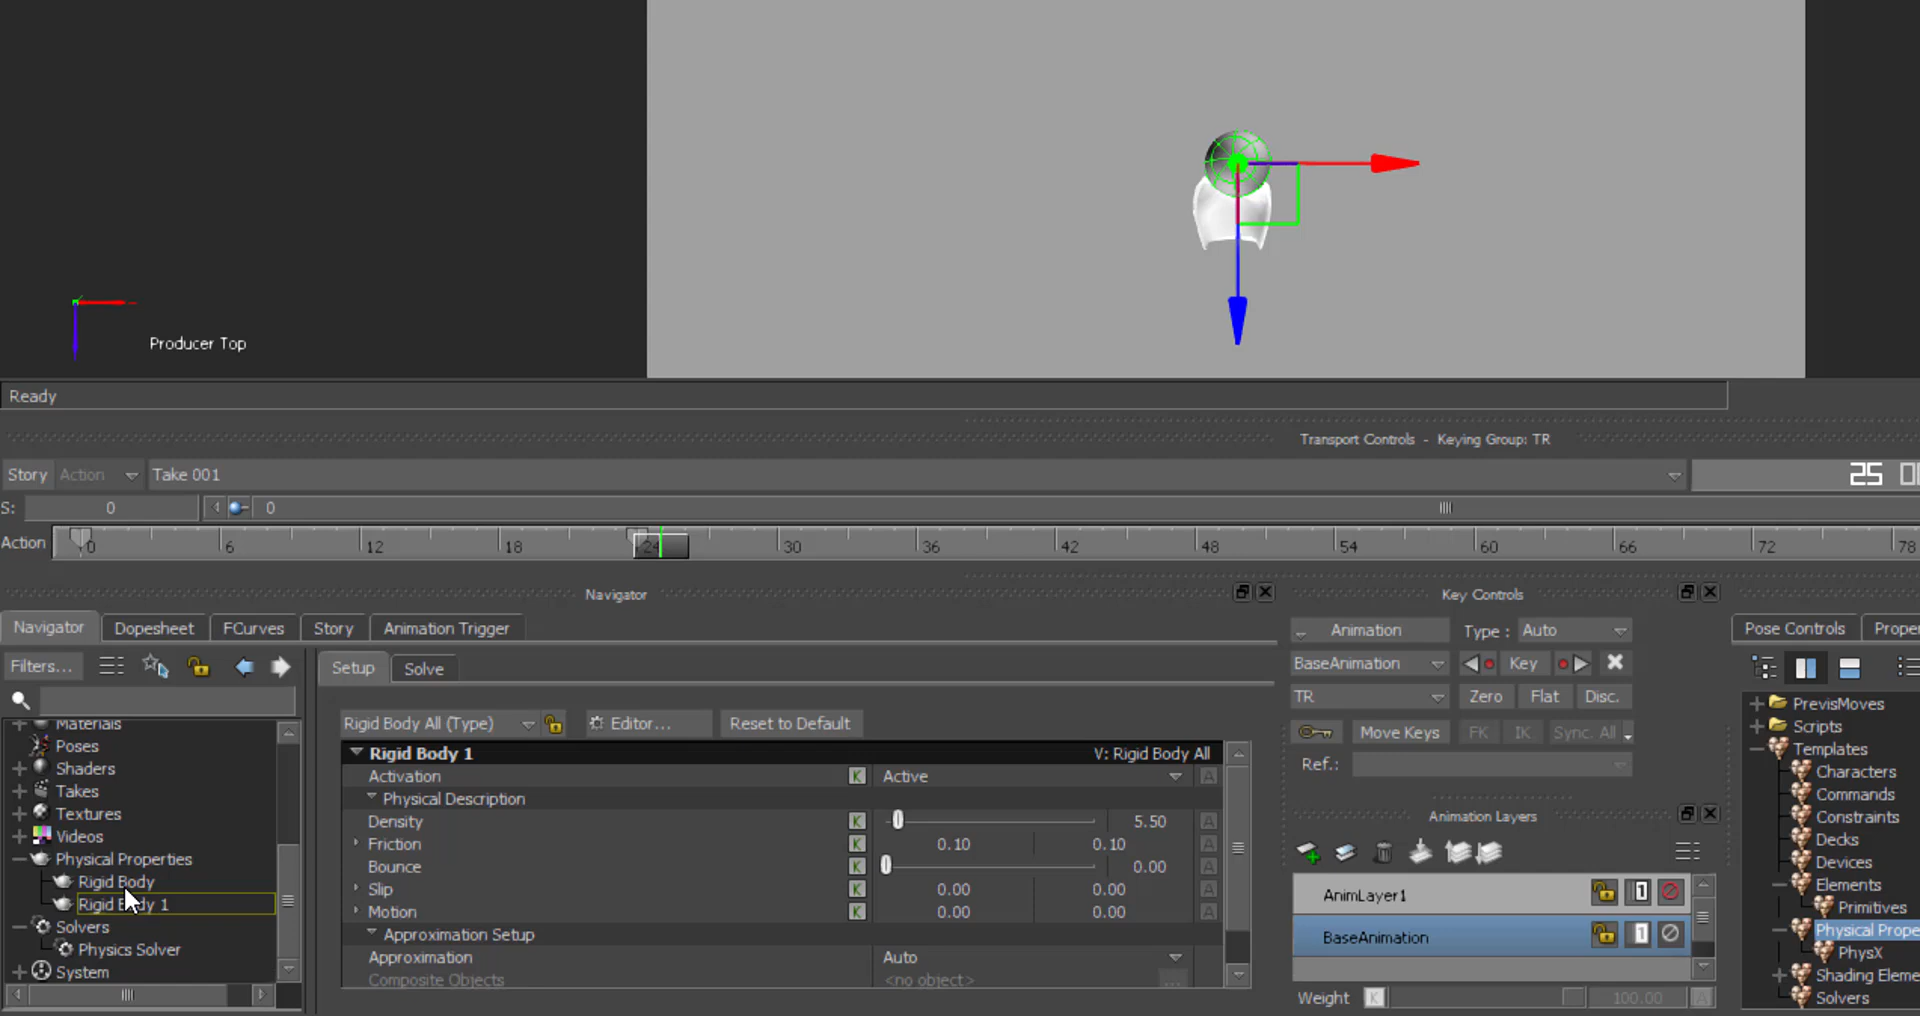 Producer Top
Ready
Transport Controls - Keying Group: TR
Story Action Take 001 25
S: 0 0
Action 0 6 12 18 24 30 36 42 48 54 60 66 72 78
Navigator Key Controls
Navigator Dopesheet FCurves Story Animation Trigger
Animation Type : Auto
Pose Controls
Filters...
Setup Solve
BaseAnimation Key
TR Zero Flat Disc.
PrevisMoves
Materials
Rigid Body All (Type) Editor... Reset to Default
Move Keys FK IK Sync. All
Scripts
Poses
Rigid Body 1 V: Rigid Body All
Templates
Shaders
Activation K Active A
Ref.:
Characters
Takes
Physical Description
Commands
Textures
Density K 5.50 A
Animation Layers
Constraints
Videos
Friction K 0.10 0.10 A
Decks
Physical Properties
Bounce K 0.00 A
Devices
Rigid Body
Slip K 0.00 0.00 A
AnimLayer1 1
Elements
Motion K 0.00 0.00 A
Primitives
Solvers
Approximation Setup
BaseAnimation 1
Physics Solver
Approximation Auto
PhysX
System
Composite Objects <no object> ...
Weight K 100.00 A
Solvers